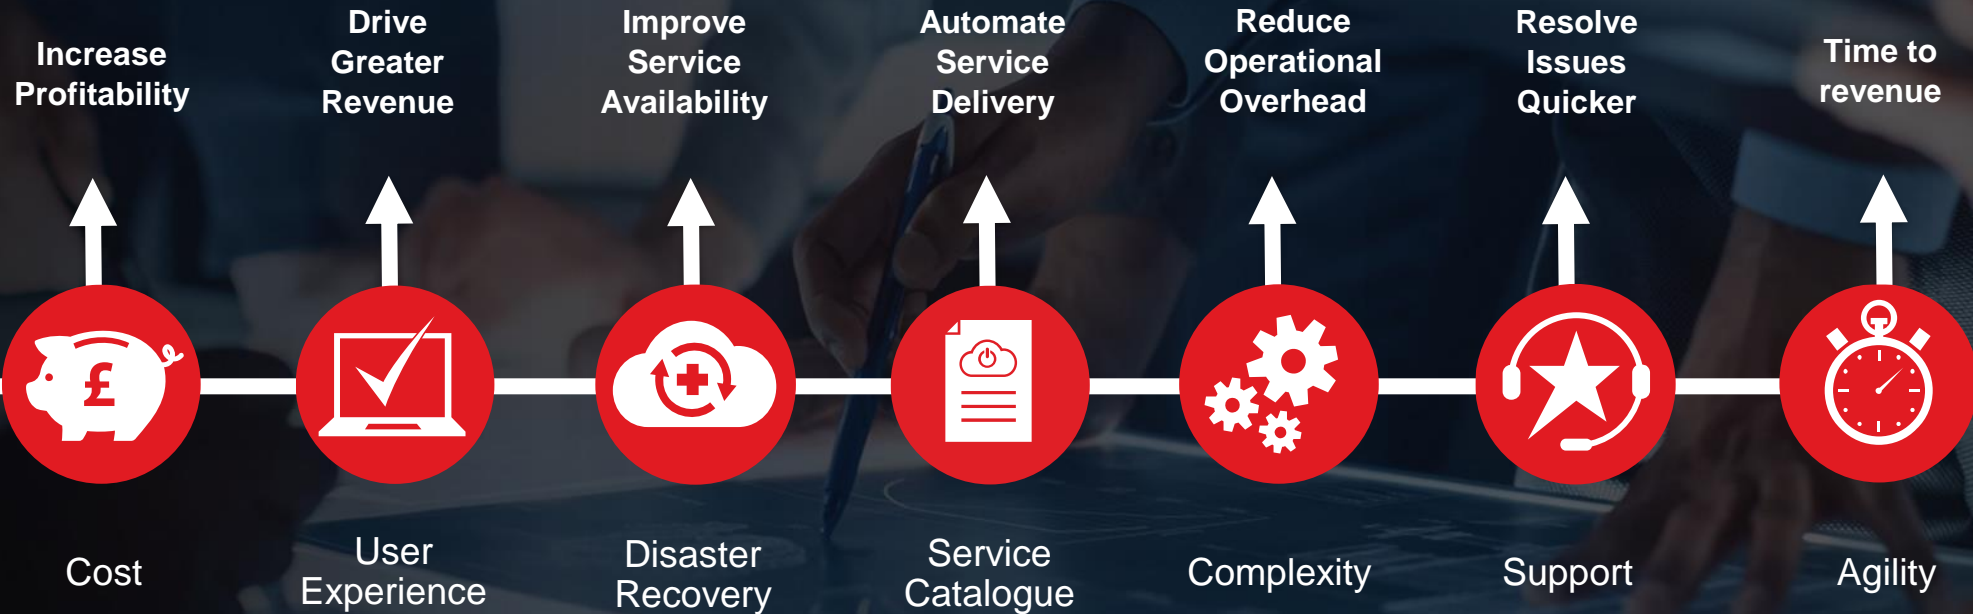 Increase
Profitability
Drive
Greater
Revenue
Improve
Service
Availability
Automate
Service
Delivery
Reduce
Operational
Overhead
Resolve
Issues
Quicker
Time to
revenue
£
Cost
User
Experience
Disaster
Recovery
Service
Catalogue
Complexity
Support
Agility